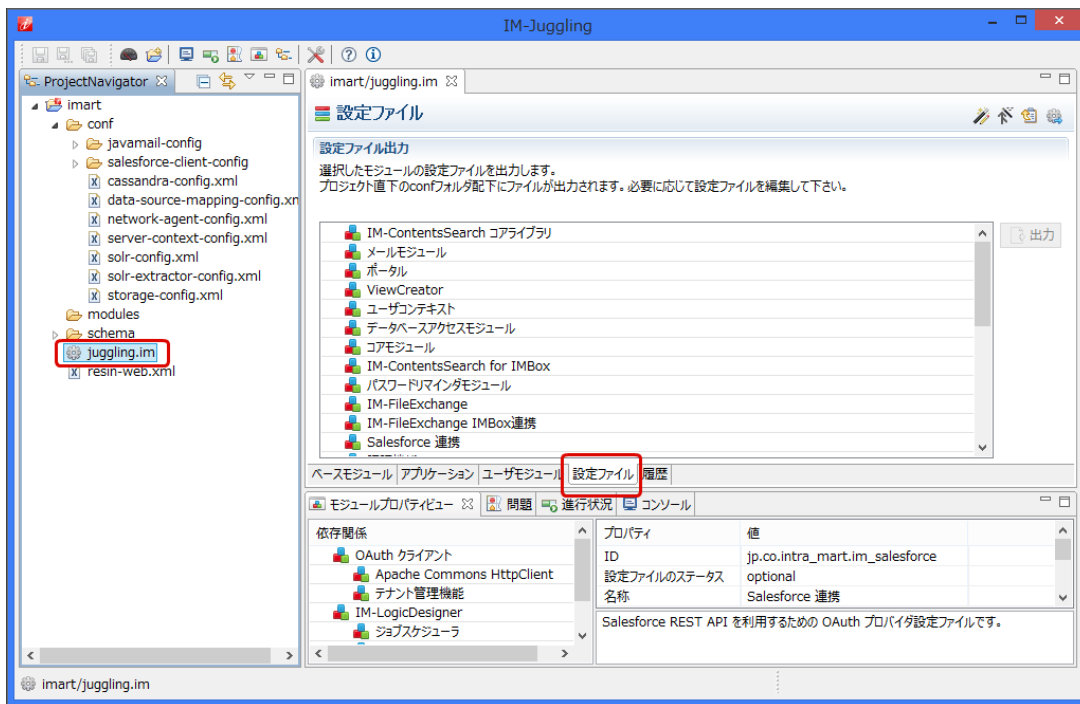 IM-Juggling
ProjectNavigator
imart/juggling.im
imart
conf
javamail-config
salesforce-client-config
cassandra-config.xml
data-source-mapping-config.xn
network-agent-config.xml
server-context-config.xml
solr-config.xml
solr-extractor-config.xml
storage-config.xml
modules
schema
juggling.im
resin-web.xml
設定ファイル
設定ファイル出力
選択したモジュールの設定ファイルを出力します。
プロジェクト直下のconfフォルダ配下にファイルが出力されます。必要に応じて設定ファイルを編集して下さい。
IM-ContentsSearch コアライブラリ
メールモジュール
ポータル
ViewCreator
ユーザコンテキスト
データベースアクセスモジュール
コアモジュール
IM-ContentsSearch for IMBox
パスワードリマインダモジュール
IM-FileExchange
IM-FileExchange IMBox連携
Salesforce 連携
出力
ベースモジュール アプリケーション ユーザモジュール 設定ファイル 履歴
モジュールプロパティビュー 問題 進行状況 コンソール
依存関係
OAuth クライアント
Apache Commons HttpClient
テナント管理機能
IM-LogicDesigner
ジョブスケジューラ
プロパティ 値
ID jp.co.intra_mart.im_salesforce
設定ファイルのステータス optional
名称 Salesforce 連携
Salesforce REST API を利用するための OAuth プロバイダ設定ファイルです。
imart/juggling.im